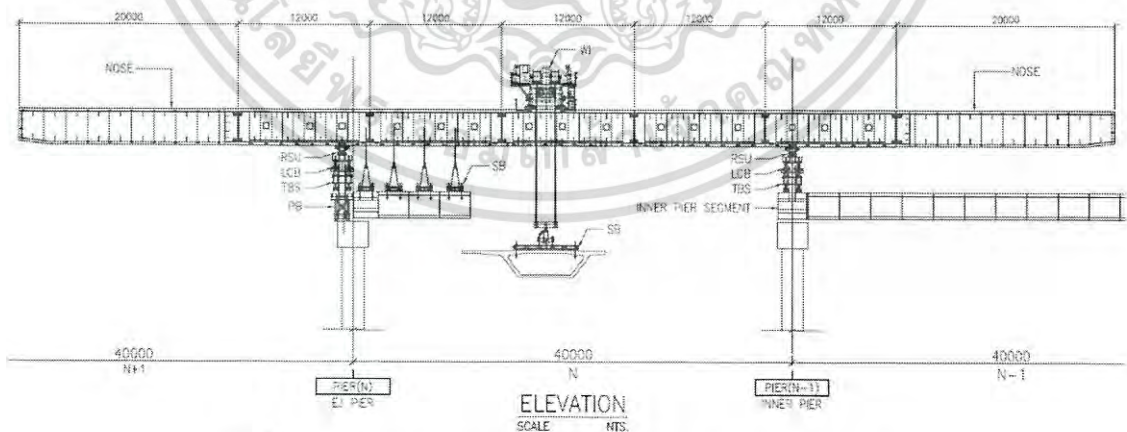 20000 12000 12000 12000 12000 12000 20000
WI
NOSE NOSE
RSU RSU
LCB SB LCB
TBS TBS
PB INNER PIER SEGMENT
SB
40000 40000 40000
N+1 N N-1
PIER(N) PIER(N-1)
EJ PIER INNER PIER
ELEVATION
SCALE NTS.